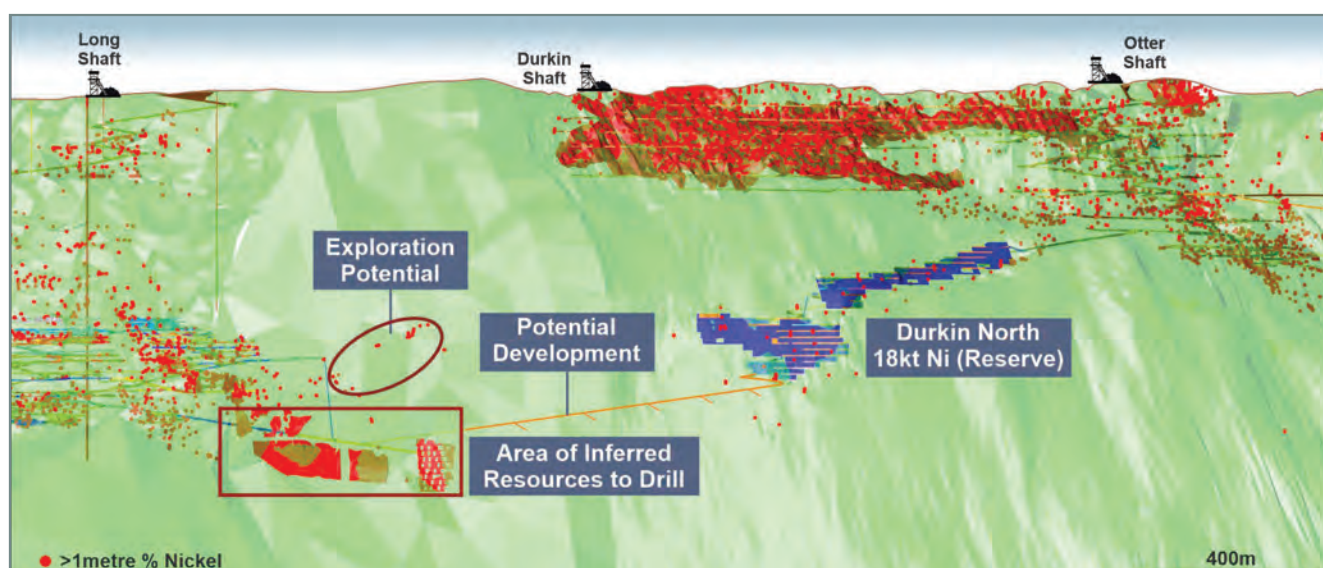 Long
Shaft
Durkin
Shaft
Otter
Shaft
Exploration
Potential
Potential
Development
Durkin North
18kt Ni (Reserve)
Area of Inferred
Resources to Drill
>1metre % Nickel
400m